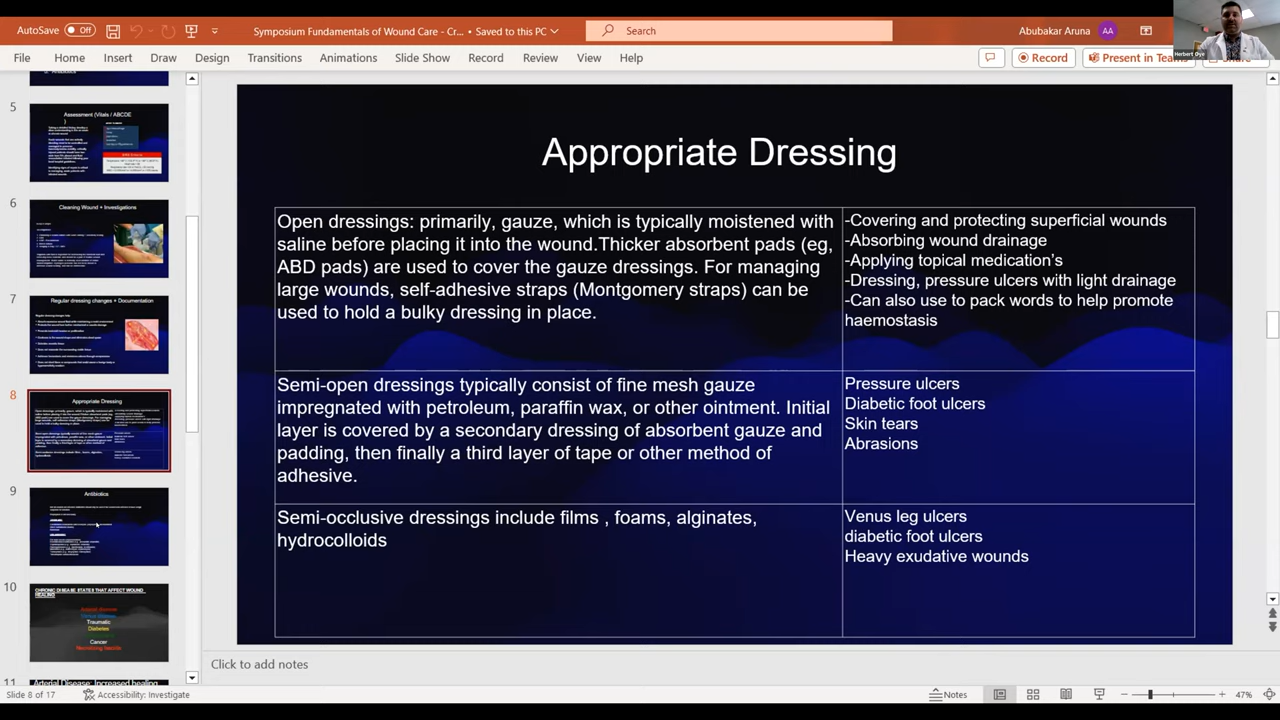 AutoSave
Off
Symposium Fundamentals of Wound Care - Cr... • Saved to this PC
Search
Abubakar Aruna
AA
Herbert Oye
File
Home
Insert
Draw
Design
Transitions
Animations
Slide Show
Record
Review
View
Help
Record
Present in Teams
Share
5
Assessment (Vitals / ABCDE
)
6
Cleaning Wound + Investigations
7
Regular dressing changes + Documentation
8
Appropriate Dressing
9
Antibiotics
10
CHRONIC DISEASE STATES THAT AFFECT WOUND
HEALING
Traumatic
Diabetes
Cancer
11
Arterial Disease: Increased healing
Appropriate Dressing
Open dressings: primarily, gauze, which is typically moistened with
saline before placing it into the wound.Thicker absorbent pads (eg,
ABD pads) are used to cover the gauze dressings. For managing
large wounds, self-adhesive straps (Montgomery straps) can be
used to hold a bulky dressing in place.
-Covering and protecting superficial wounds
-Absorbing wound drainage
-Applying topical medication's
-Dressing, pressure ulcers with light drainage
-Can also use to pack words to help promote
haemostasis
Semi-open dressings typically consist of fine mesh gauze
impregnated with petroleum, paraffin wax, or other ointment. Initial
layer is covered by a secondary dressing of absorbent gauze and
padding, then finally a third layer of tape or other method of
adhesive.
Pressure ulcers
Diabetic foot ulcers
Skin tears
Abrasions
Semi-occlusive dressings include films , foams, alginates,
hydrocolloids
Venus leg ulcers
diabetic foot ulcers
Heavy exudative wounds
Click to add notes
Slide 8 of 17
Accessibility: Investigate
Notes
47%